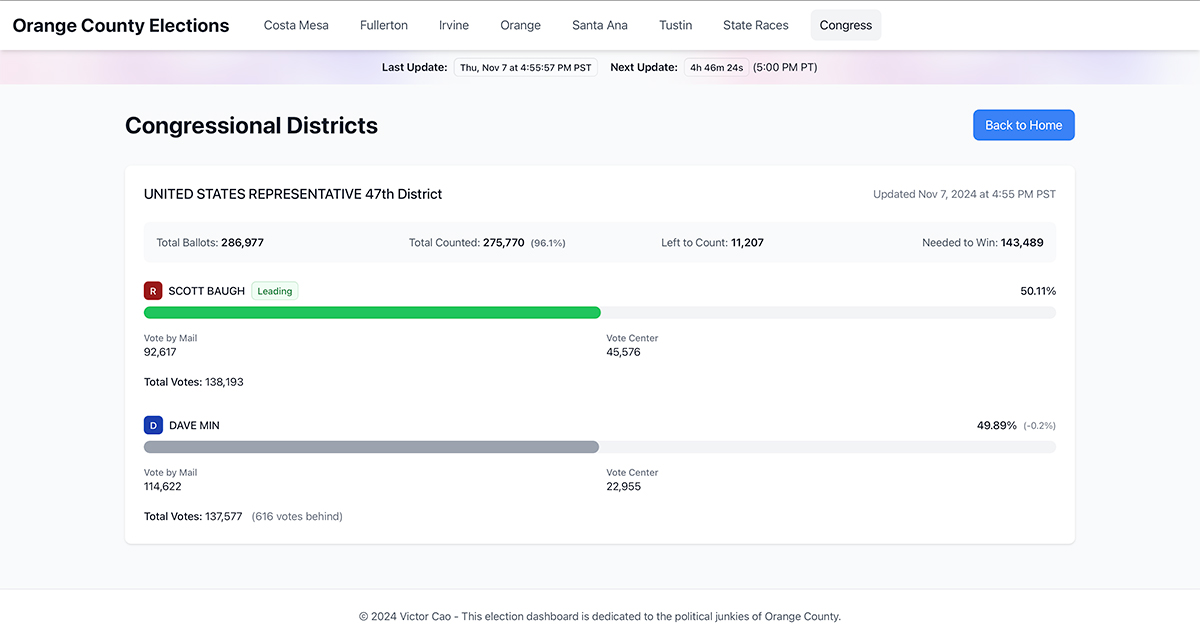 Orange County Elections Costa Mesa Fullerton Irvine Orange Santa Ana Tustin State Races Congress
Last Update: Thu, Nov 7 at 4:55:57 PM PST Next Update: 4h 46m 24s (5:00 PM PT)
Congressional Districts Back to Home
UNITED STATES REPRESENTATIVE 47th District Updated Nov 7, 2024 at 4:55 PM PST
Total Ballots: 286,977 Total Counted: 275,770 (96.1%) Left to Count: 11,207 Needed to Win: 143,489
R SCOTT BAUGH Leading 50.11%
Vote by Mail Vote Center
92,617 45,576
Total Votes: 138,193
D DAVE MIN 49.89% (-0.2%)
Vote by Mail Vote Center
114,622 22,955
Total Votes: 137,577 (616 votes behind)
© 2024 Victor Cao - This election dashboard is dedicated to the political junkies of Orange County.